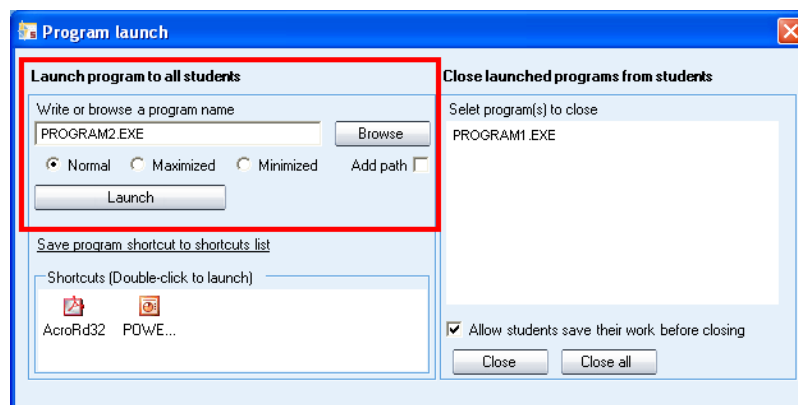 Program launch
Launch program to all students
Write or browse a program name
PROGRAM2.EXE
Browse
Normal
Maximized
Minimized
Add path
Launch
Save program shortcut to shortcuts list
Shortcuts (Double-click to launch)
AcroRd32
POWE...
Close launched programs from students
Selet program(s) to close
PROGRAM1.EXE
Allow students save their work before closing
Close
Close all